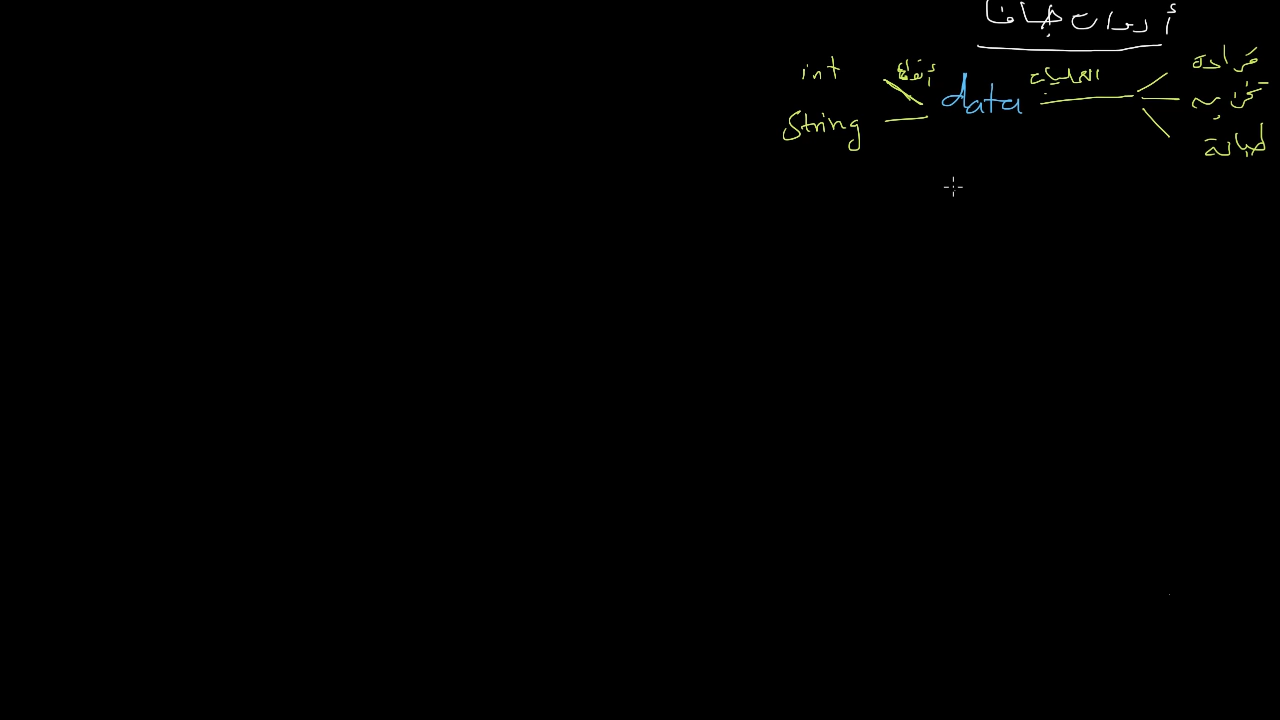 أدوات جافا
العمليات data أنواع
قراءة
تخزين
طباعة
int
String